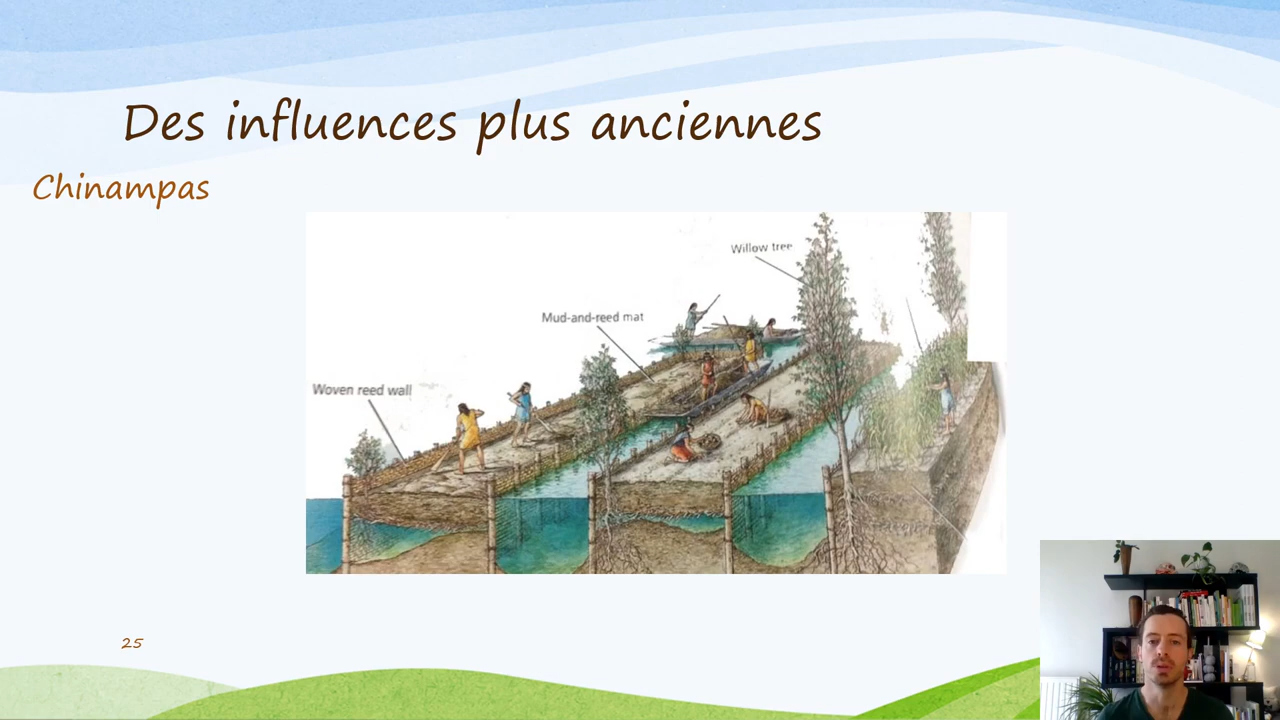 Des influences plus anciennes
Chinampas
Willow tree
Mud-and-reed mat
Woven reed wall
25